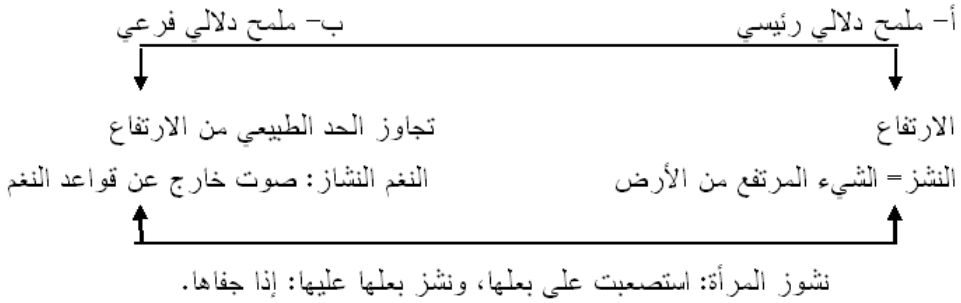 أ- ملمح دلالي رئيسي ب- ملمح دلالي فرعي
الارتفاع تجاوز الحد الطبيعي من الارتفاع
النشز= الشيء المرتفع من الأرض النغم النشاز: صوت خارج عن قواعد النغم
نشوز المرأة: استصعبت على بعلها، ونشز بعلها عليها: إذا جفاها.